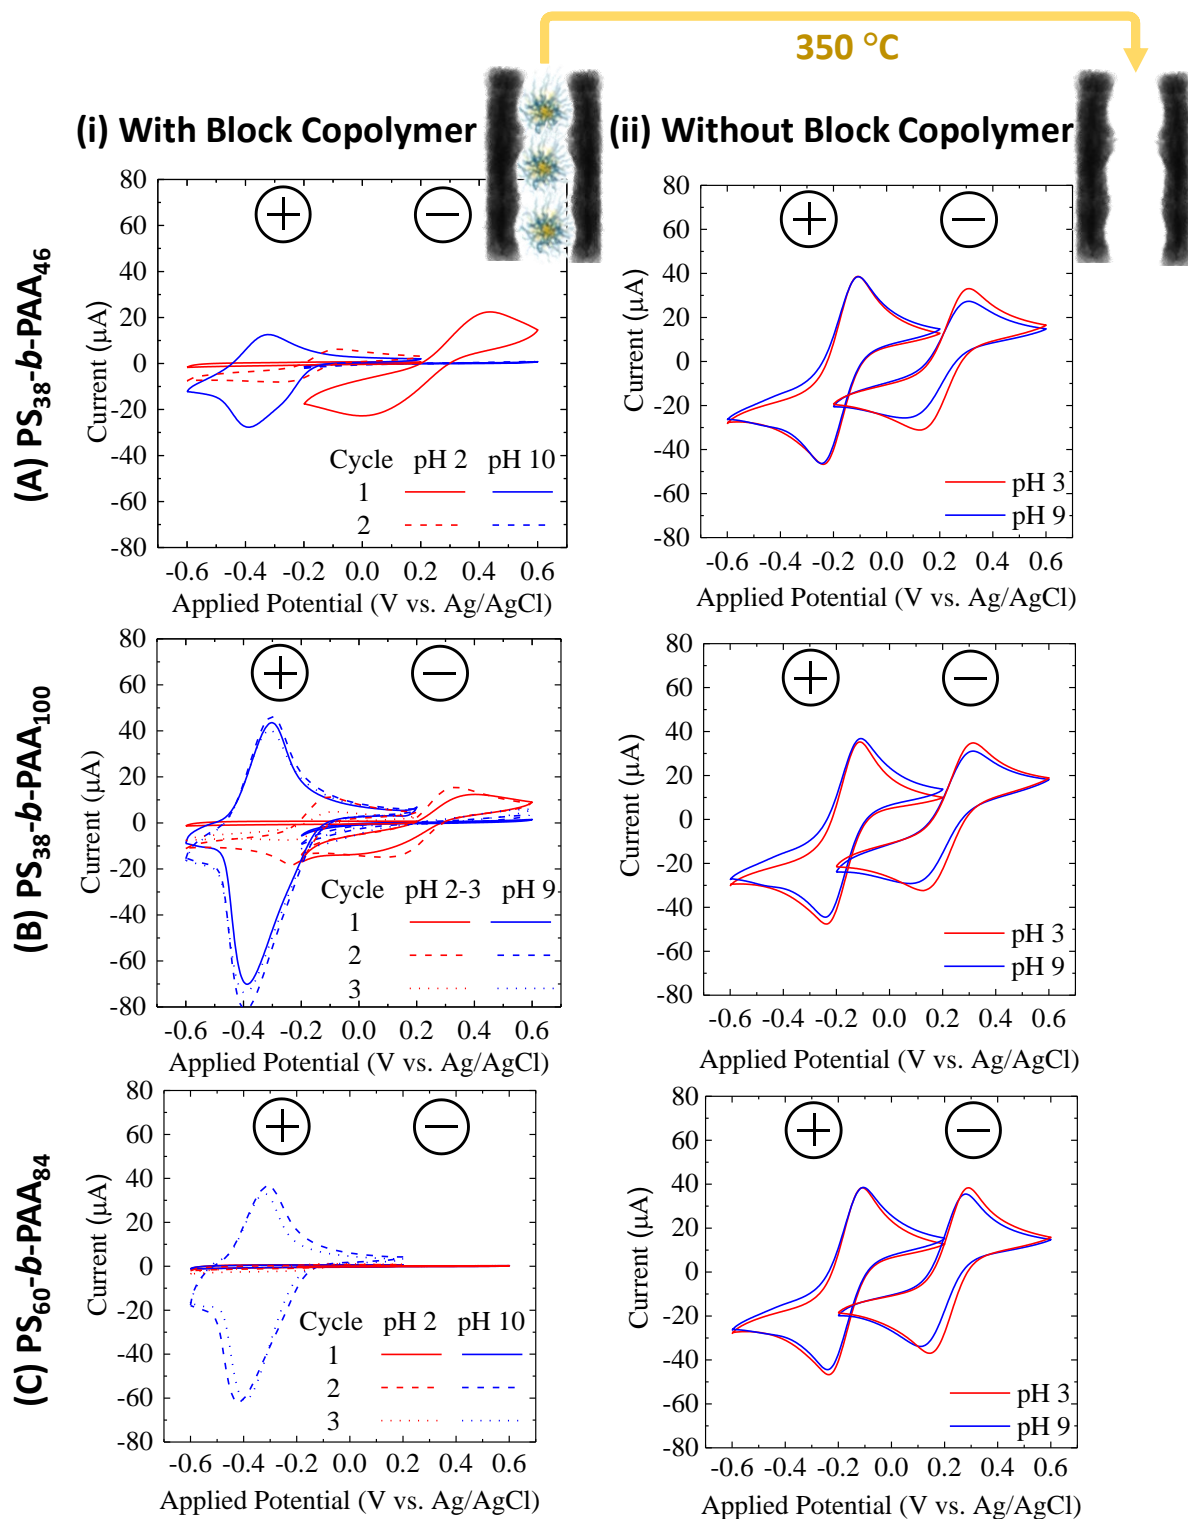 350 °C
(i) With Block Copolymer
(ii) Without Block Copolymer
(A) PS38-b-PAA46
80
60
40
20
0
-20
-40
-60
-80
Current (μA)
+
−
Cycle pH 2 pH 10
1
2
-0.6 -0.4 -0.2 0.0 0.2 0.4 0.6
Applied Potential (V vs. Ag/AgCl)
80
60
40
20
0
-20
-40
-60
-80
Current (μA)
+
−
pH 3
pH 9
-0.6 -0.4 -0.2 0.0 0.2 0.4 0.6
Applied Potential (V vs. Ag/AgCl)
(B) PS38-b-PAA100
80
60
40
20
0
-20
-40
-60
-80
Current (μA)
+
−
Cycle pH 2-3 pH 9
1
2
3
-0.6 -0.4 -0.2 0.0 0.2 0.4 0.6
Applied Potential (V vs. Ag/AgCl)
80
60
40
20
0
-20
-40
-60
-80
Current (μA)
+
−
pH 3
pH 9
-0.6 -0.4 -0.2 0.0 0.2 0.4 0.6
Applied Potential (V vs. Ag/AgCl)
(C) PS60-b-PAA84
80
60
40
20
0
-20
-40
-60
-80
Current (μA)
+
−
Cycle pH 2 pH 10
1
2
3
-0.6 -0.4 -0.2 0.0 0.2 0.4 0.6
Applied Potential (V vs. Ag/AgCl)
80
60
40
20
0
-20
-40
-60
-80
Current (μA)
+
−
pH 3
pH 9
-0.6 -0.4 -0.2 0.0 0.2 0.4 0.6
Applied Potential (V vs. Ag/AgCl)